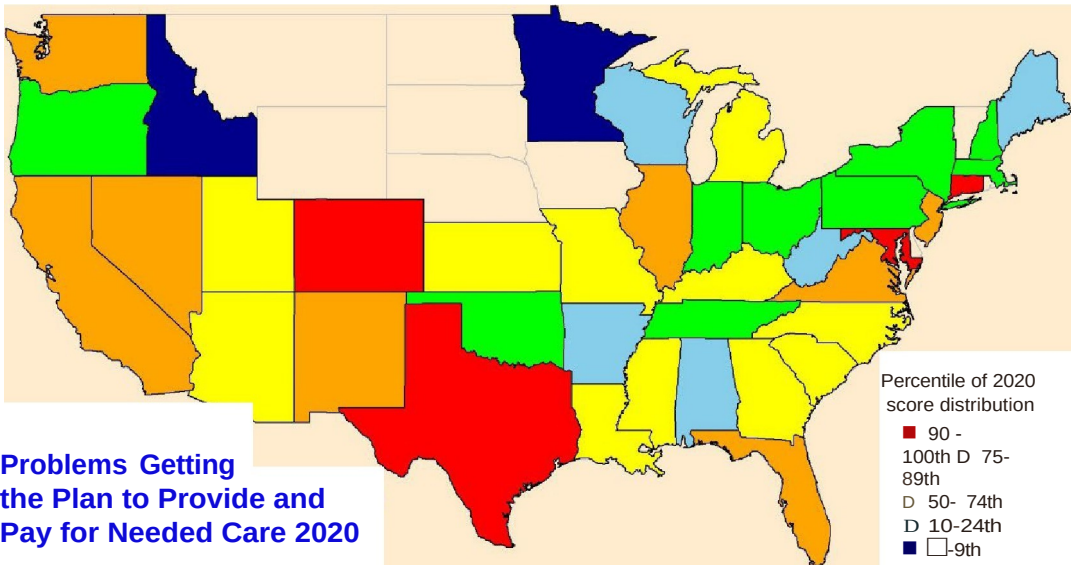 Problems Getting
the Plan to Provide and
Pay for Needed Care 2020
Percentile of 2020
score distribution
90 -
100th D 75-
89th
D 50- 74th
D 10-24th
□-9th